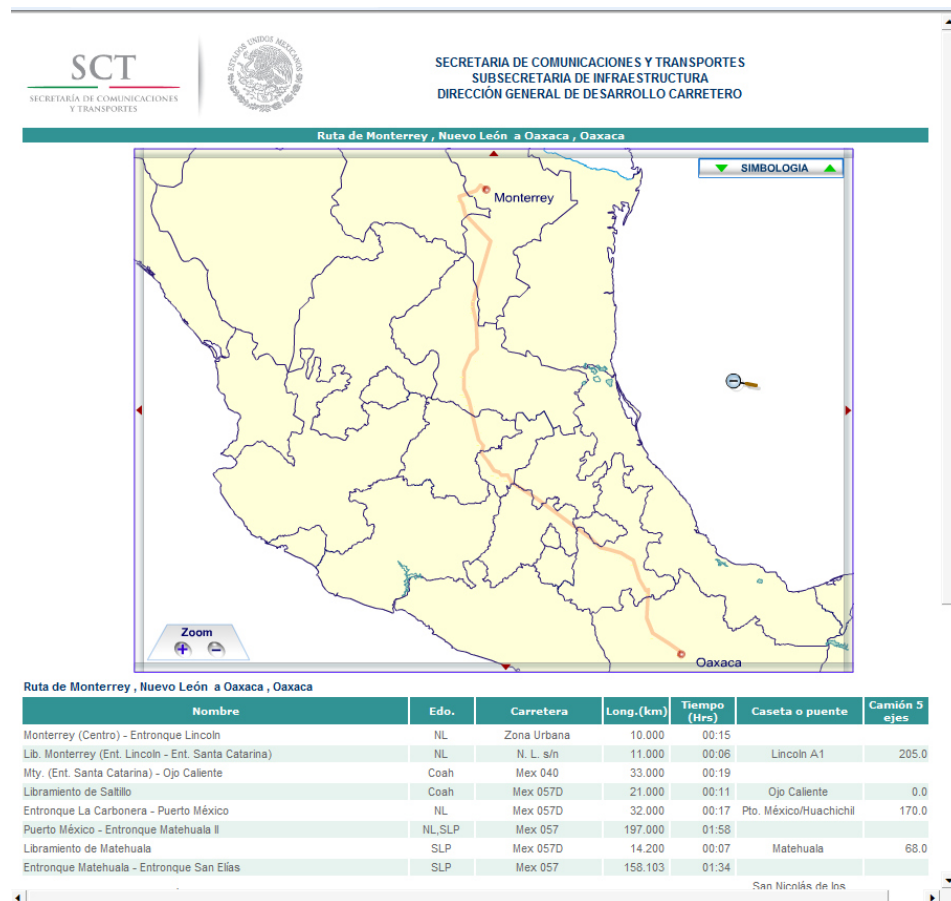 SCT
SECRETARÍA DE COMUNICACIONES
Y TRANSPORTES
ESTADOS UNIDOS MEXICANOS
SECRETARIA DE COMUNICACIONES Y TRANSPORTES
SUBSECRETARIA DE INFRAESTRUCTURA
DIRECCIÓN GENERAL DE DESARROLLO CARRETERO
Ruta de Monterrey , Nuevo León a Oaxaca , Oaxaca
SIMBOLOGIA
Monterrey
Zoom
Oaxaca
Ruta de Monterrey , Nuevo León a Oaxaca , Oaxaca
Nombre Edo. Carretera Long.(km) Tiempo (Hrs) Caseta o puente Camión 5 ejes
Monterrey (Centro) - Entronque Lincoln NL Zona Urbana 10.000 00:15
Lib. Monterrey (Ent. Lincoln - Ent. Santa Catarina) NL N. L. s/n 11.000 00:06 Lincoln A1 205.0
Mty. (Ent. Santa Catarina) - Ojo Caliente Coah Mex 040 33.000 00:19
Libramiento de Saltillo Coah Mex 057D 21.000 00:11 Ojo Caliente 0.0
Entronque La Carbonera - Puerto México NL Mex 057D 32.000 00:17 Pto. México/Huachichil 170.0
Puerto México - Entronque Matehuala II NL,SLP Mex 057 197.000 01:58
Libramiento de Matehuala SLP Mex 057D 14.200 00:07 Matehuala 68.0
Entronque Matehuala - Entronque San Elías SLP Mex 057 158.103 01:34
San Nicolás de los